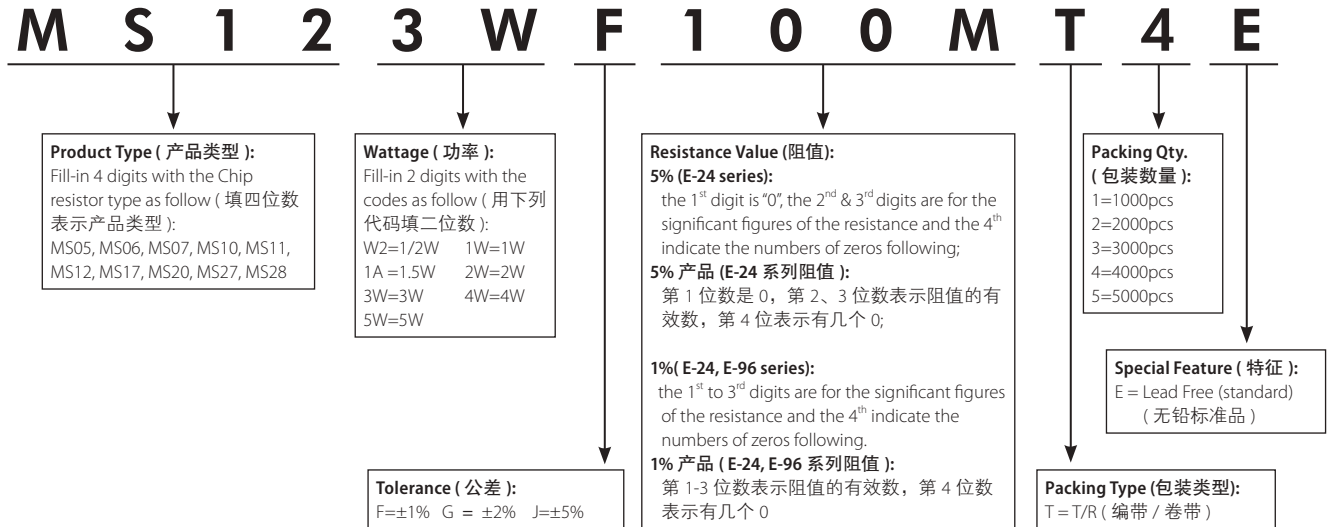 M S 1 2 3 W F 1 0 0 M T 4 E
Product Type ( 产品类型 ):
Fill-in 4 digits with the Chip
resistor type as follow ( 填四位数
表示产品类型 ):
MS05, MS06, MS07, MS10, MS11,
MS12, MS17, MS20, MS27, MS28
Wattage ( 功率 ):
Fill-in 2 digits with the
codes as follow ( 用下列
代码填二位数 ):
W2=1/2W 1W=1W
1A =1.5W 2W=2W
3W=3W 4W=4W
5W=5W
Tolerance ( 公差 ):
F=±1% G = ±2% J=±5%
Resistance Value (阻值):
5% (E-24 series):
the 1st digit is "0", the 2nd & 3rd digits are for the
significant figures of the resistance and the 4th
indicate the numbers of zeros following;
5% 产品 (E-24 系列阻值 ):
第 1 位数是 0，第 2、3 位数表示阻值的有
效数，第 4 位表示有几个 0;
1%( E-24, E-96 series):
the 1st to 3rd digits are for the significant figures
of the resistance and the 4th indicate the
numbers of zeros following.
1% 产品 ( E-24, E-96 系列阻值 ):
第 1-3 位数表示阻值的有效数，第 4 位数
表示有几个 0
Packing Qty.
( 包装数量 ):
1=1000pcs
2=2000pcs
3=3000pcs
4=4000pcs
5=5000pcs
Special Feature ( 特征 ):
E = Lead Free (standard)
( 无铅标准品 )
Packing Type (包装类型):
T = T/R ( 编带 / 卷带 )